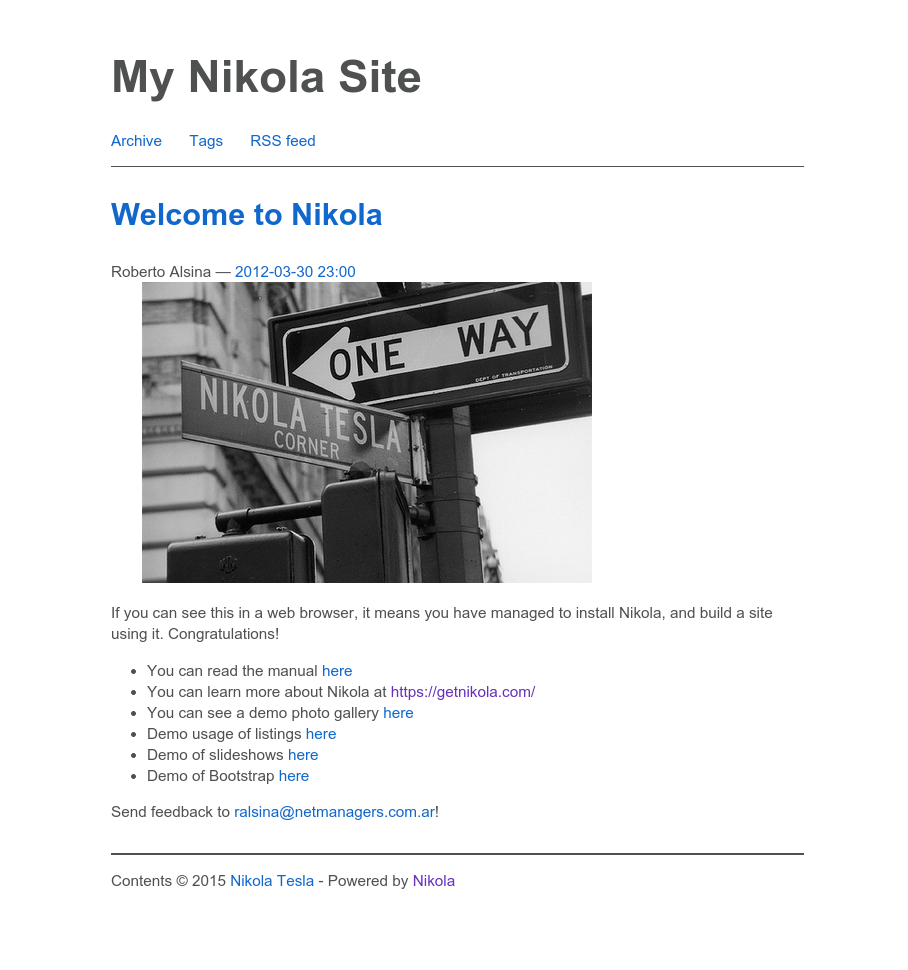 My Nikola Site
Archive Tags RSS feed
Welcome to Nikola
Roberto Alsina — 2012-03-30 23:00
ONE WAY
DEPT OF TRANSPORTATION
NIKOLA TESLA
CORNER
If you can see this in a web browser, it means you have managed to install Nikola, and build a site
using it. Congratulations!
• You can read the manual here
• You can learn more about Nikola at https://getnikola.com/
• You can see a demo photo gallery here
• Demo usage of listings here
• Demo of slideshows here
• Demo of Bootstrap here
Send feedback to ralsina@netmanagers.com.ar!
Contents © 2015 Nikola Tesla - Powered by Nikola